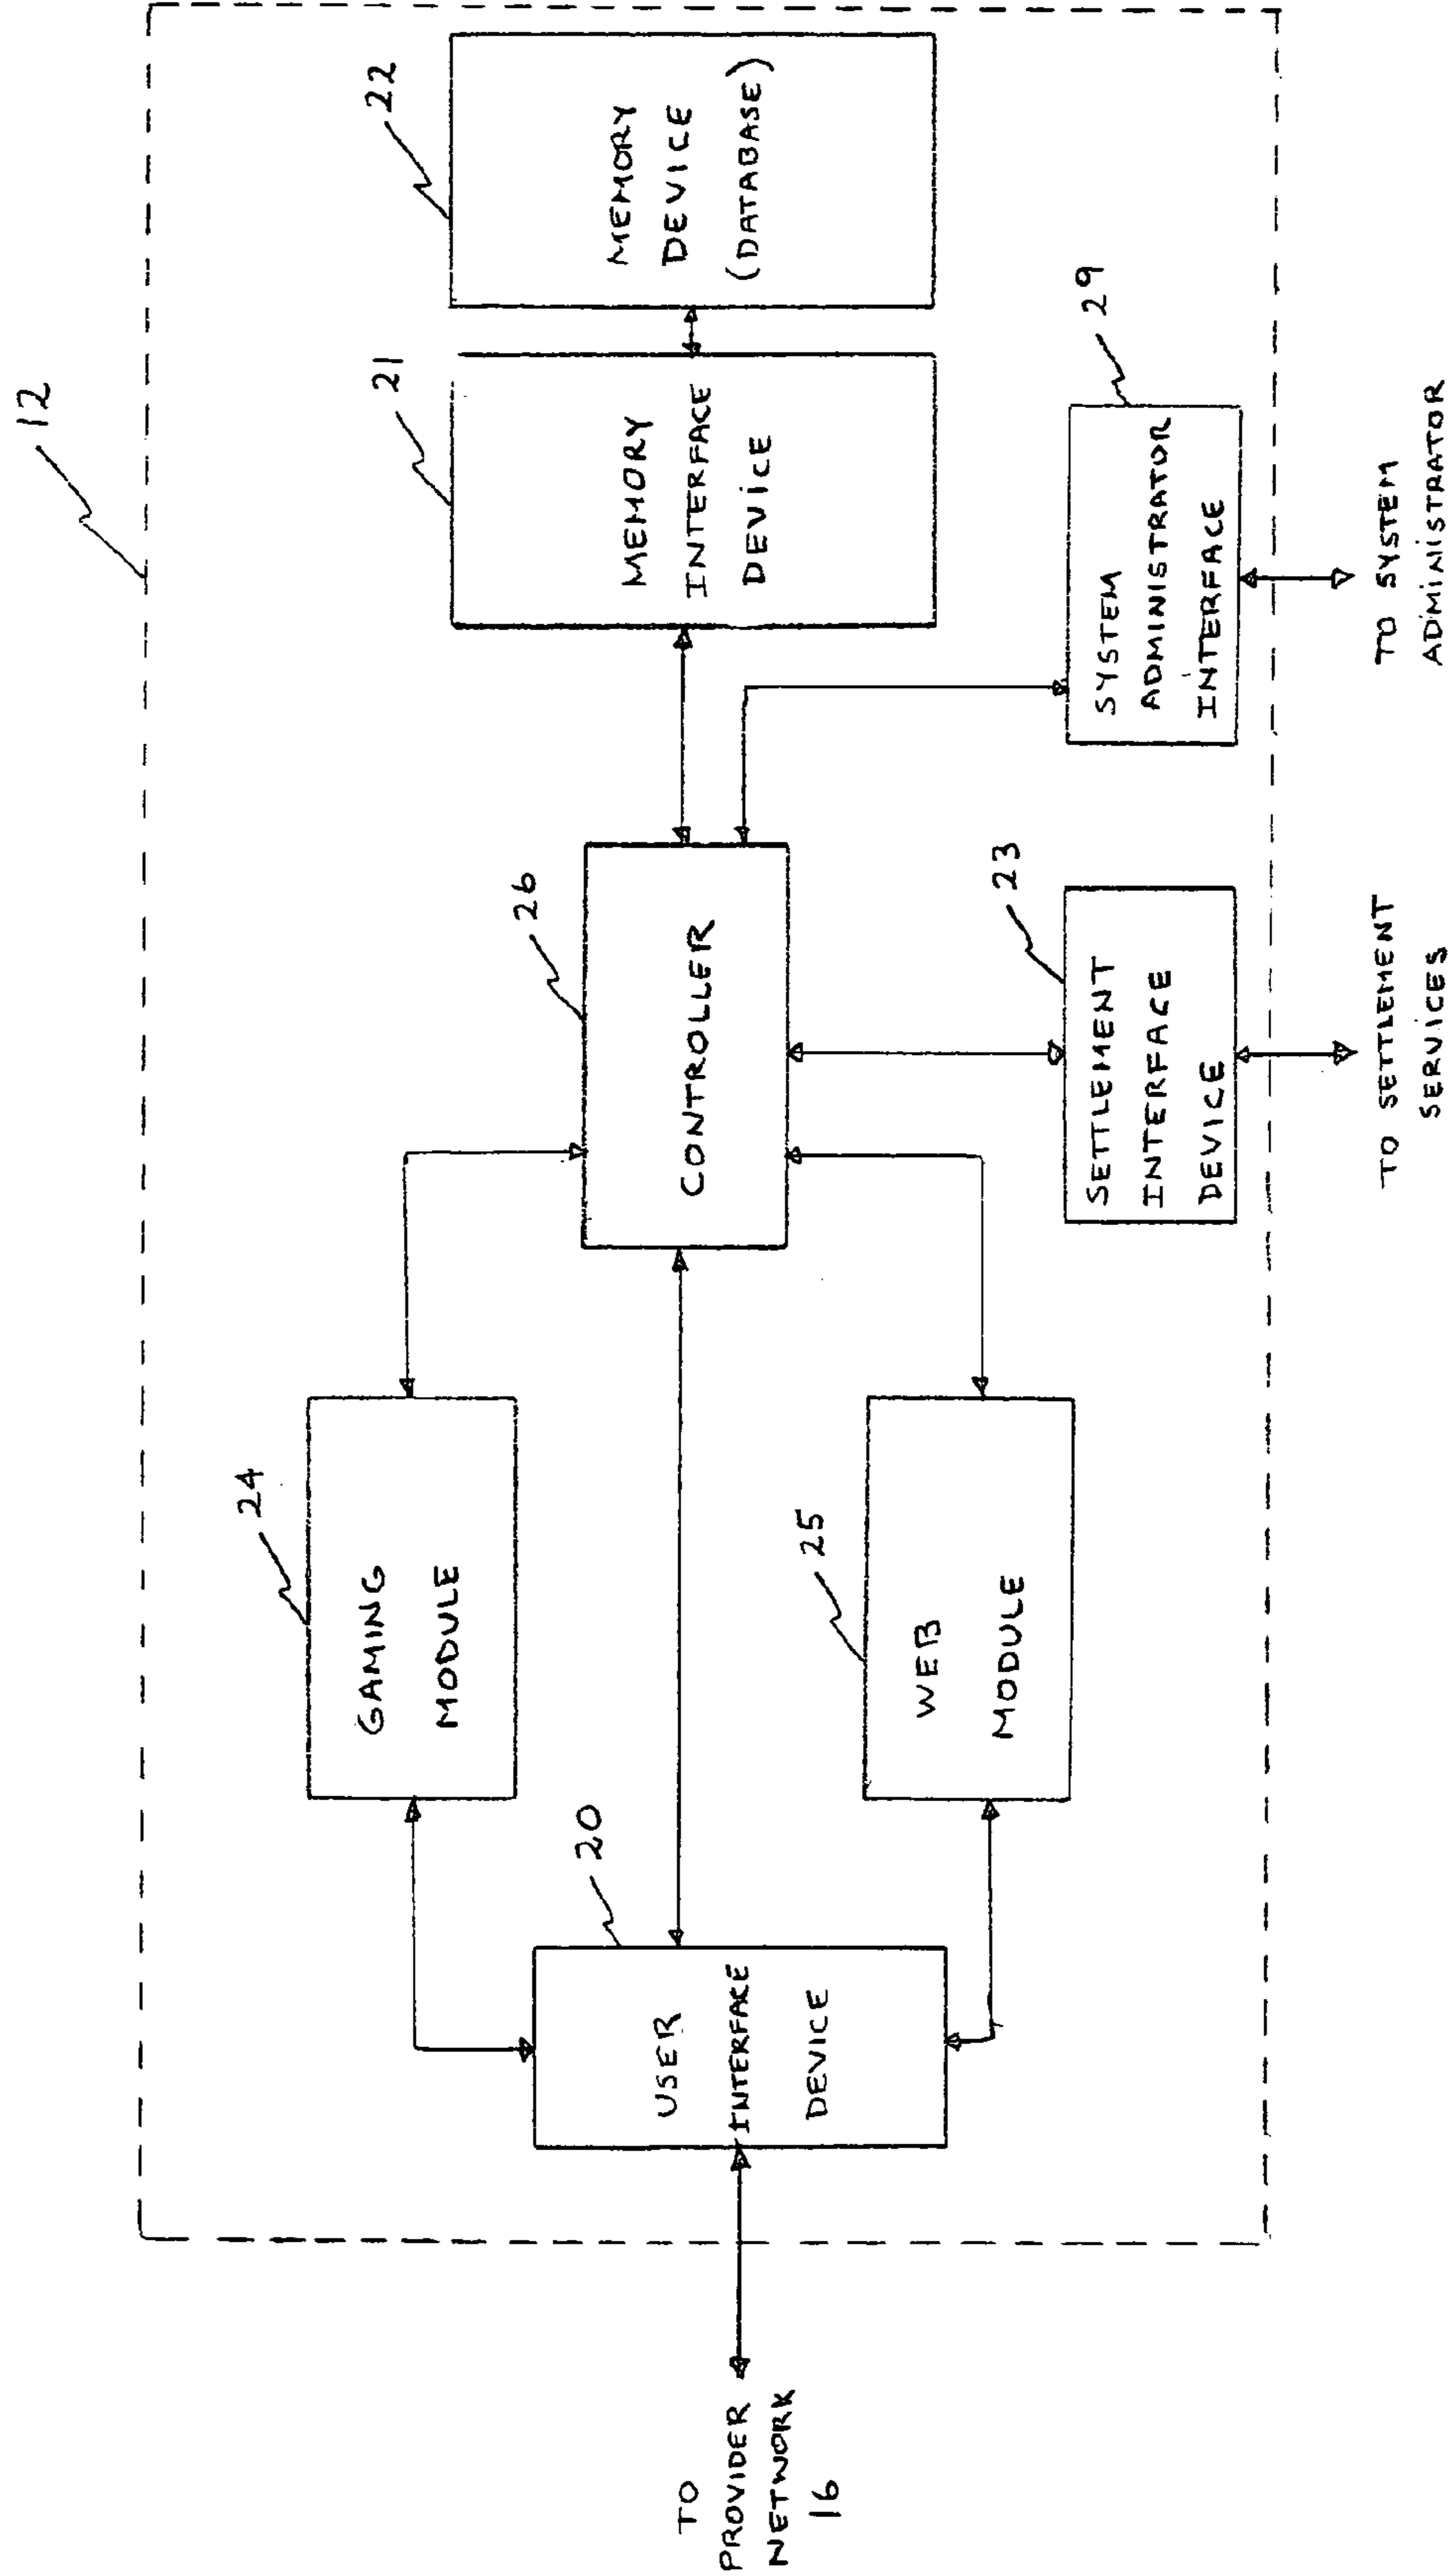 12
22
MEMORY
DEVICE
(DATABASE)
21
MEMORY
INTERFACE
DEVICE
26
CONTROLLER
29
SYSTEM
ADMINISTRATOR
INTERFACE
TO SYSTEM
ADMINISTRATOR
23
SETTLEMENT
INTERFACE
DEVICE
TO SETTLEMENT
SERVICES
24
GAMING
MODULE
25
WEB
MODULE
20
USER
INTERFACE
DEVICE
TO
PROVIDER
NETWORK
16